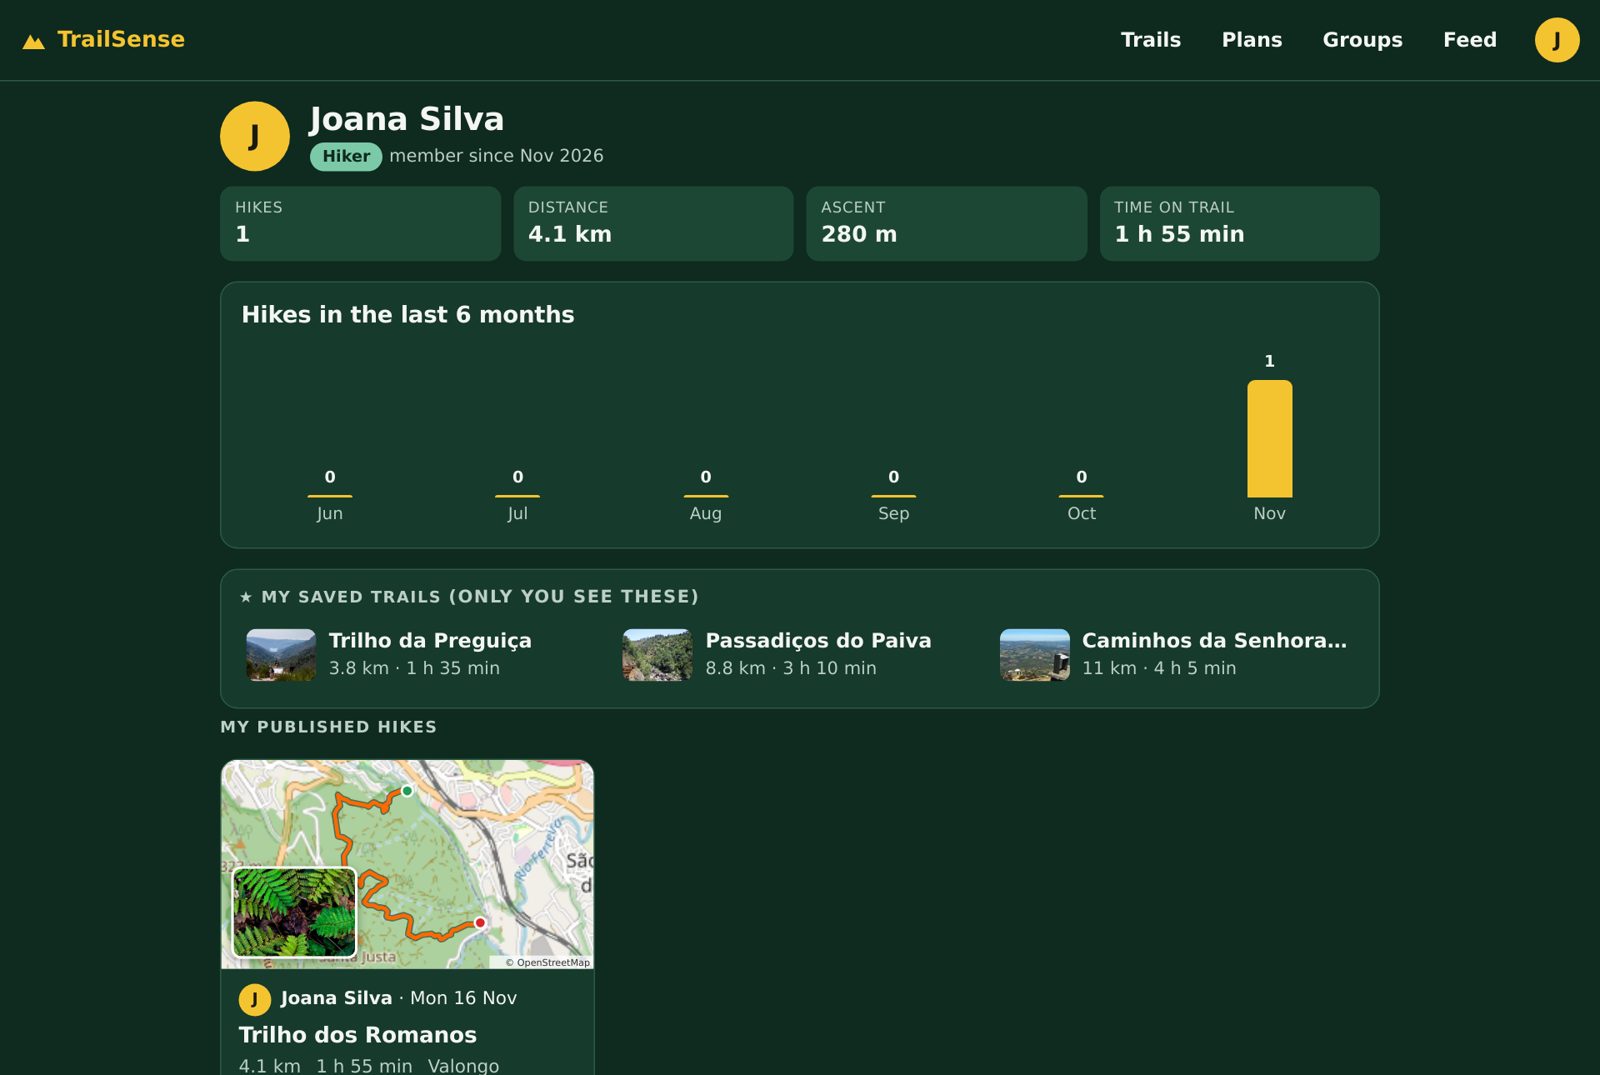 TrailSense
Trails Plans Groups Feed J
J
Joana Silva
Hiker member since Nov 2026
HIKES
1
DISTANCE
4.1 km
ASCENT
280 m
TIME ON TRAIL
1 h 55 min
Hikes in the last 6 months
0 0 0 0 0 1
Jun Jul Aug Sep Oct Nov
★ MY SAVED TRAILS (ONLY YOU SEE THESE)
Trilho da Preguiça
3.8 km · 1 h 35 min
Passadiços do Paiva
8.8 km · 3 h 10 min
Caminhos da Senhora...
11 km · 4 h 5 min
MY PUBLISHED HIKES
Rio Ferreira
São
d
Justa
© OpenStreetMap
J
Joana Silva · Mon 16 Nov
Trilho dos Romanos
4.1 km 1 h 55 min Valongo